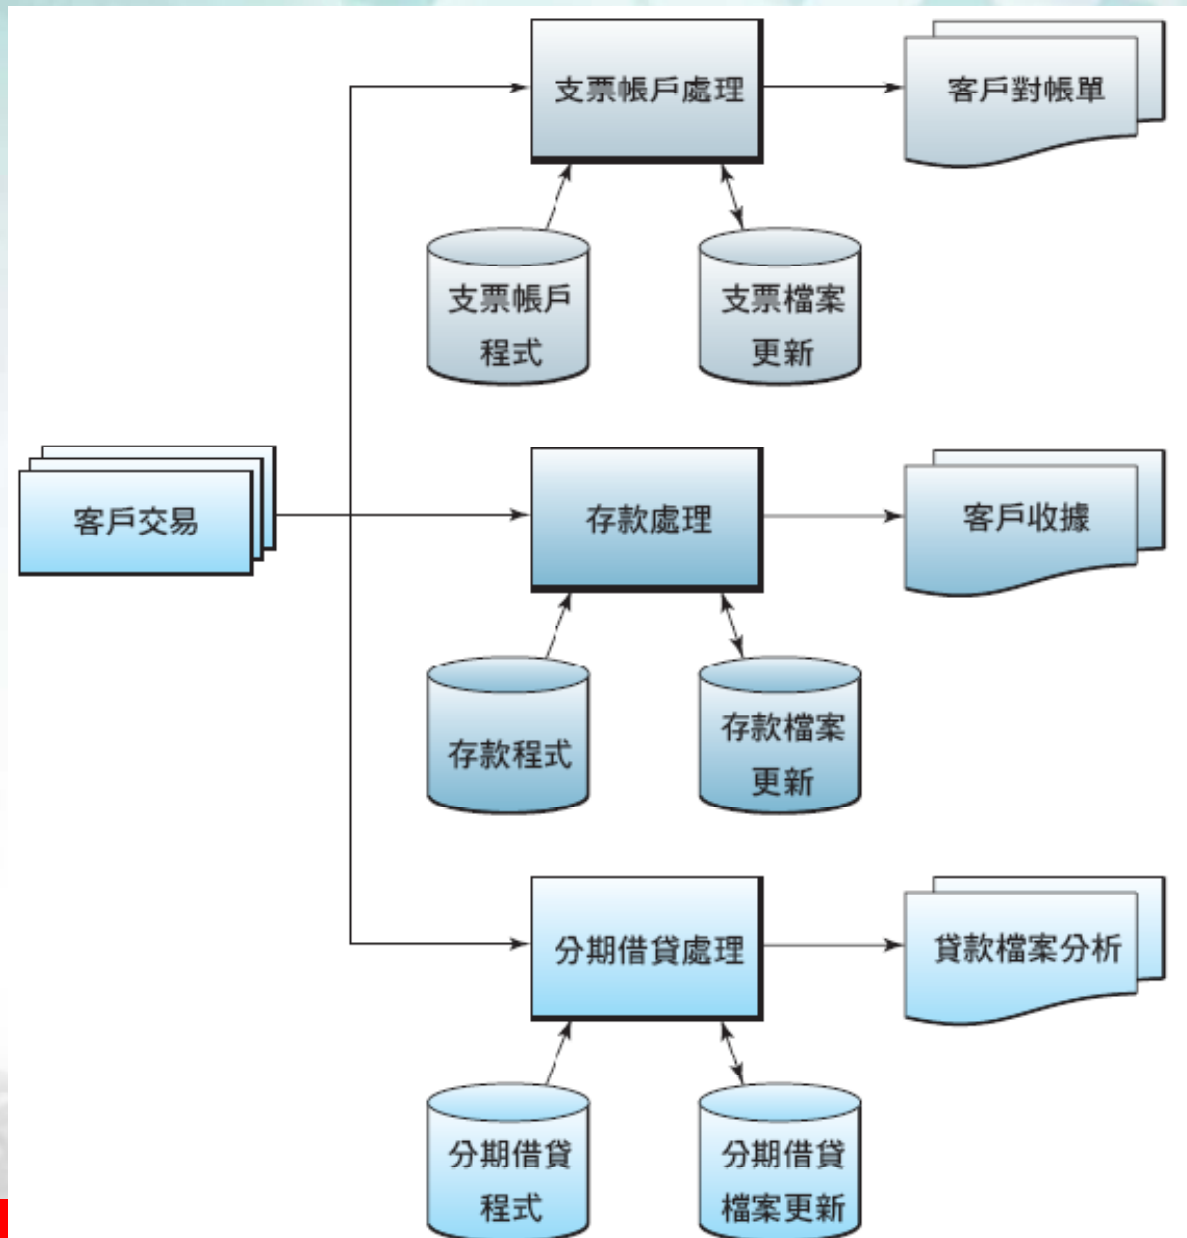 支票帳戶處理
客戶對帳單
支票帳戶
程式
支票檔案
更新
客戶交易
存款處理
客戶收據
存款程式
存款檔案
更新
分期借貸處理
貸款檔案分析
分期借貸
程式
分期借貸
檔案更新